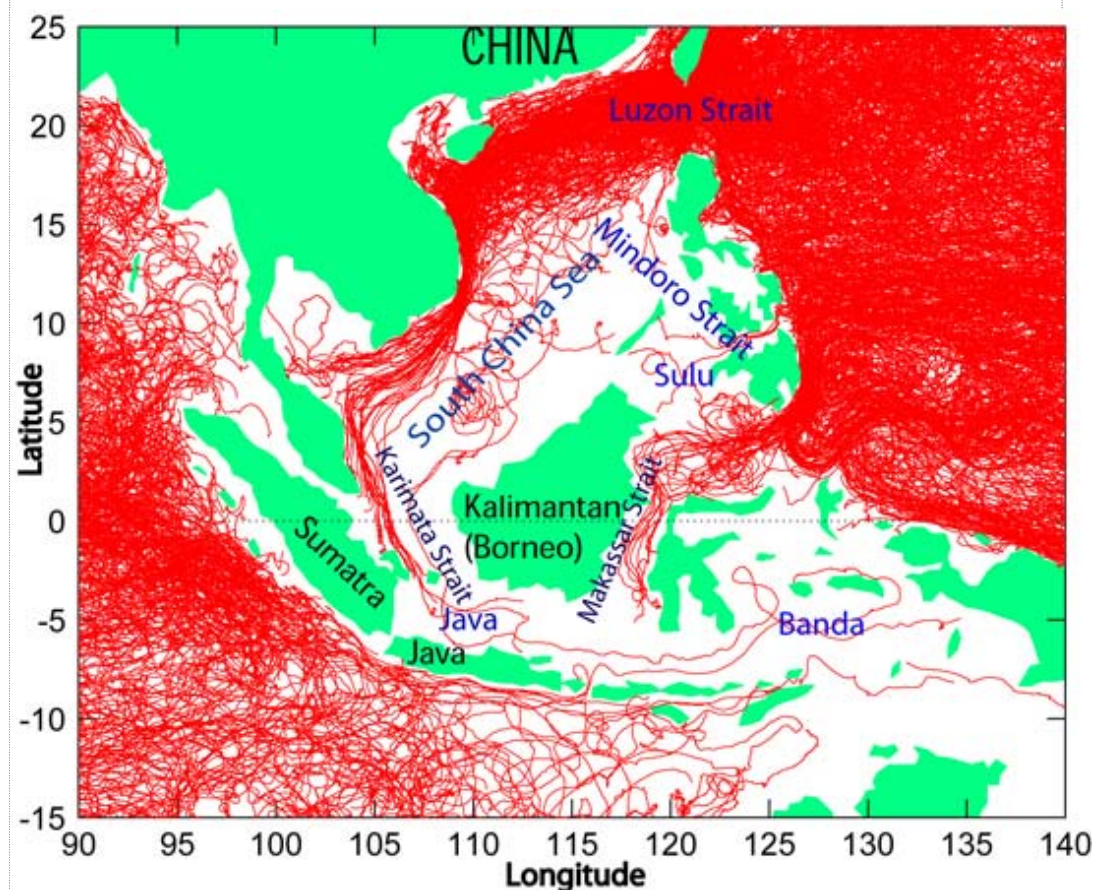 25
20
15
10
5
0
-5
-10
-15
Latitude
CHINA
Luzon Strait
Mindoro Strait
South China Sea
Sulu
Karimata Strait
Kalimantan
(Borneo)
Makassar Strait
Sumatra
Java
Banda
Java
90 95 100 105 110 115 120 125 130 135 140
Longitude